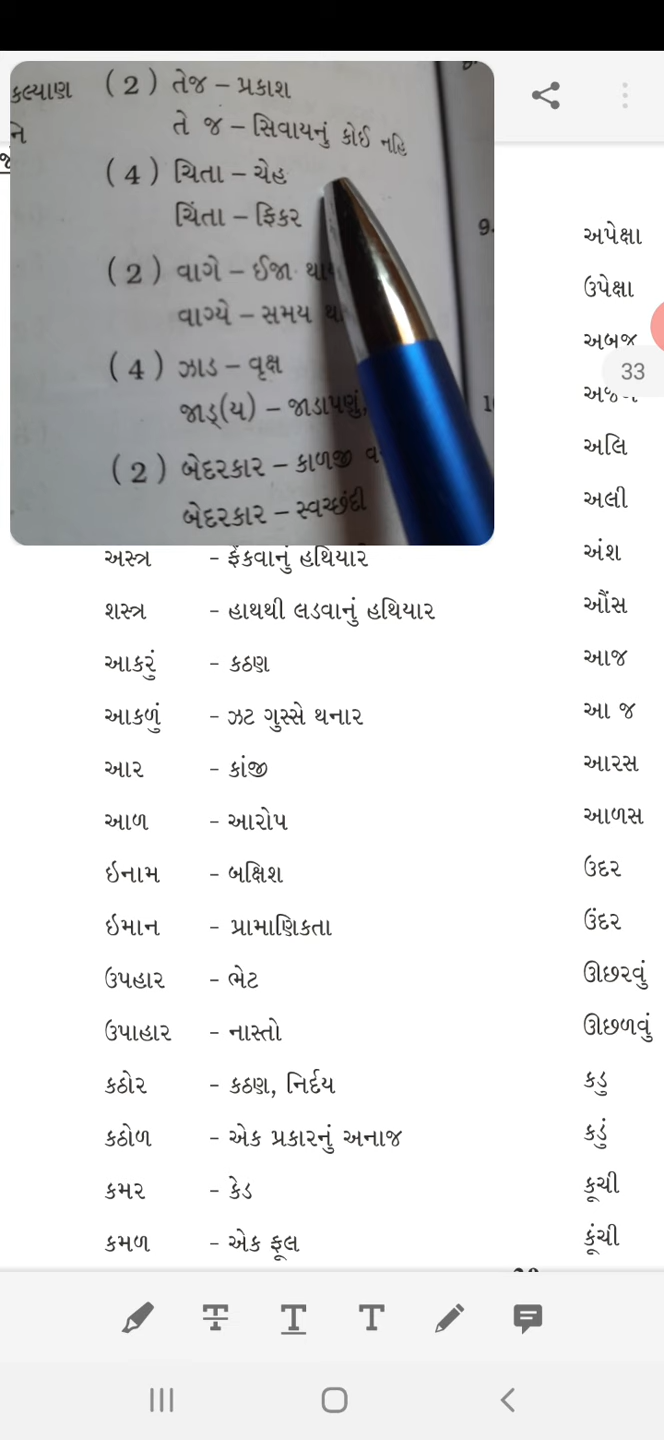 કલ્યાણ (2) તેજ – પ્રકાશ
તે જ – સિવાયનું કોઈ નહિ
(4) ચિતા – ચેહ
ચિંતા – ફિકર
(2) વાગે – ઈજા
વાગ્યે – સમય
(4) ઝાડ – વૃક્ષ
જાડ્(ય) – જાડાપણું,
(2) બેદરકાર – કાળજી
બેદરકાર – સ્વચ્છંદી
9.
33
અસ્ત્ર - ફેંકવાનું હથિયાર
શસ્ત્ર - હાથથી લડવાનું હથિયાર
આકરું - કઠણ
આકળું - ઝટ ગુસ્સે થનાર
આર - કાંજી
આળ - આરોપ
ઇનામ - બક્ષિશ
ઇમાન - પ્રામાણિકતા
ઉપહાર - ભેટ
ઉપાહાર - નાસ્તો
કઠોર - કઠણ, નિર્દય
કઠોળ - એક પ્રકારનું અનાજ
કમર - કેડ
કમળ - એક ફૂલ
અપેક્ષા
ઉપેક્ષા
અબજ
અલિ
અલી
અંશ
ઔંસ
આજ
આ જ
આરસ
આળસ
ઉદર
ઉંદર
ઊછરવું
ઊછળવું
કડુ
કડું
કૂચી
કૂંચી